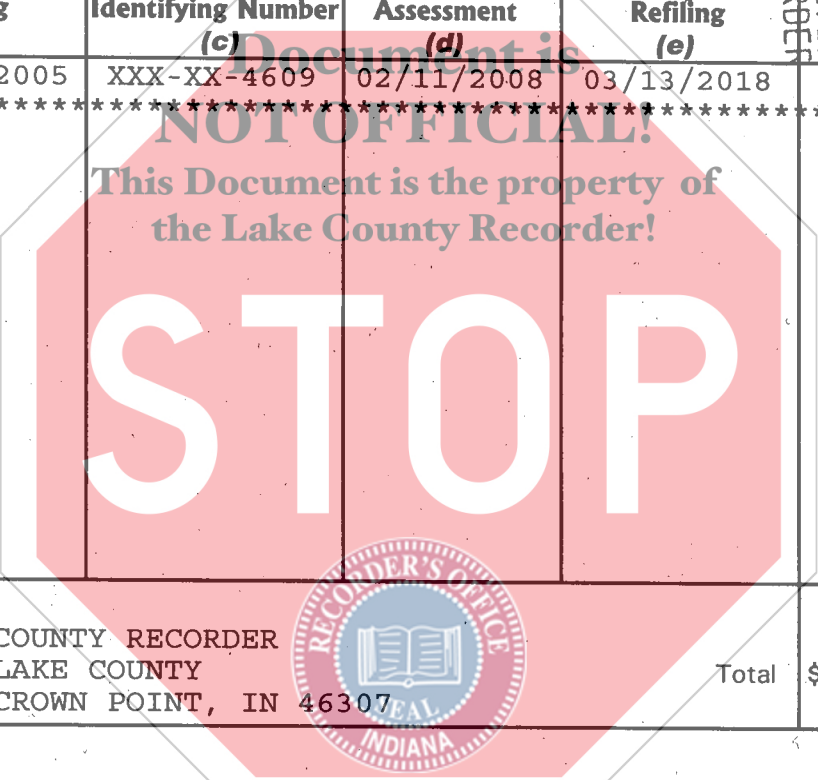 g Identifying Number Assessment Refiling
(c) (d) (e)
2005 XXX-XX-4609 02/11/2008 03/13/2018
Document is
NOT OFFICIAL!
This Document is the property of
the Lake County Recorder!
STOP
COUNTY RECORDER
LAKE COUNTY
CROWN POINT, IN 46307
Total $
RECORDER'S OFFICE
SEAL
INDIANA